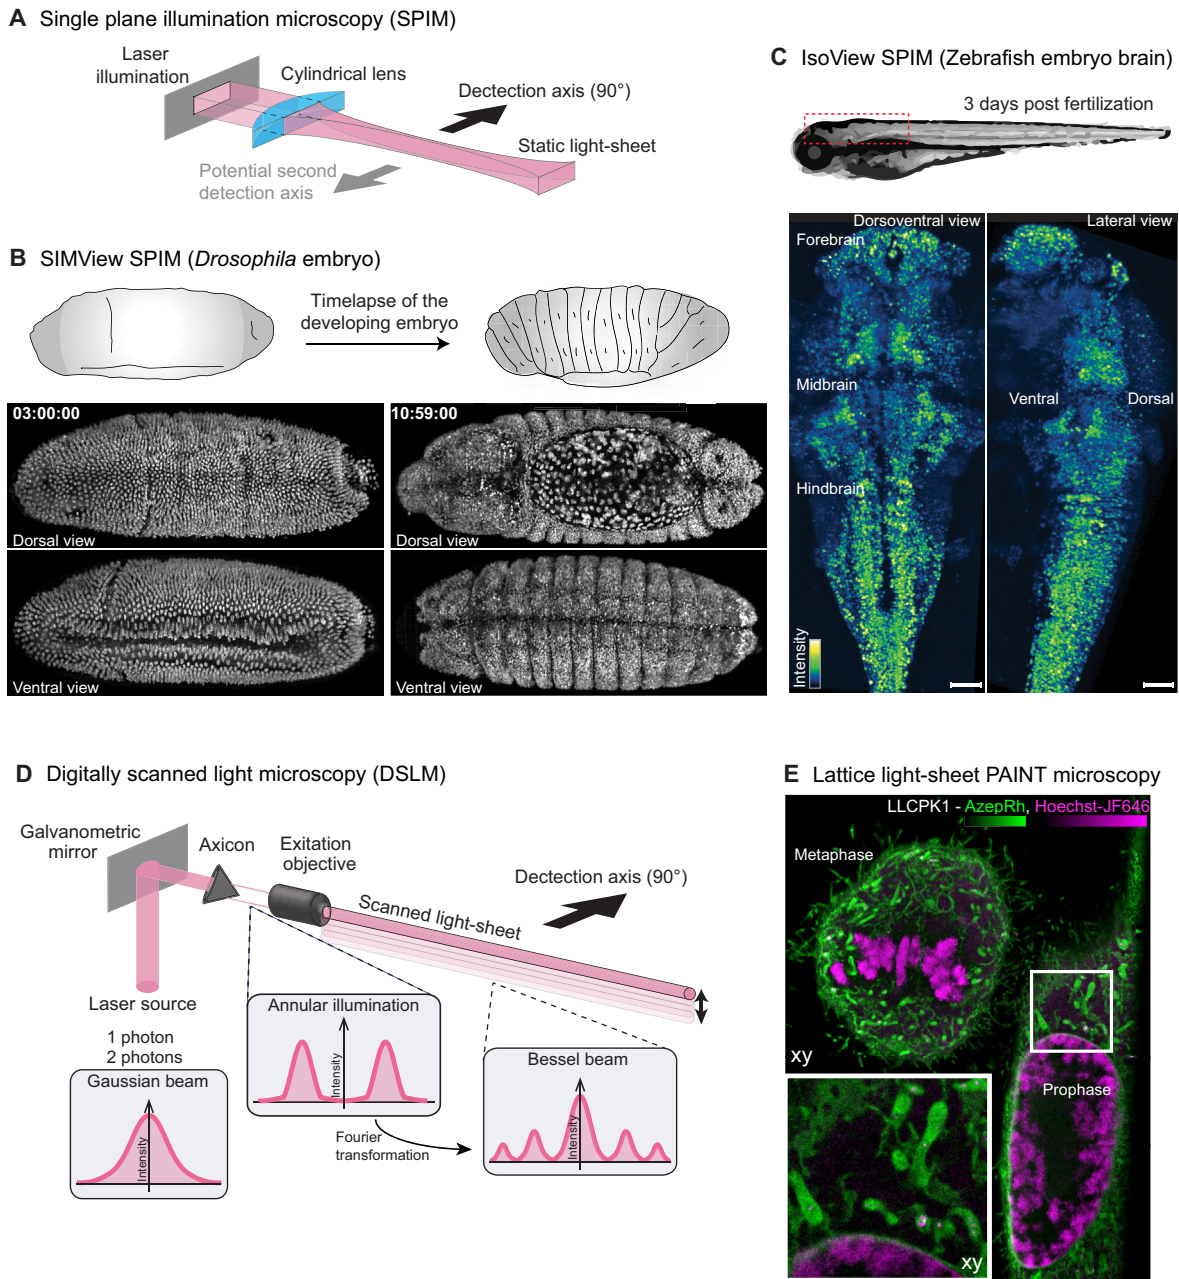 A Single plane illumination microscopy (SPIM)
Laser
illumination
Cylindrical lens
Dectection axis (90°)
Static light-sheet
Potential second
detection axis
B SIMView SPIM (Drosophila embryo)
Timelapse of the
developing embryo
03:00:00
Dorsal view
Ventral view
10:59:00
Dorsal view
Ventral view
C IsoView SPIM (Zebrafish embryo brain)
3 days post fertilization
Dorsoventral view
Lateral view
Forebrain
Midbrain
Ventral
Dorsal
Hindbrain
Intensity
D Digitally scanned light microscopy (DSLM)
Galvanometric
mirror
Axicon
Exitation
objective
Dectection axis (90°)
Scanned light-sheet
Laser source
1 photon
2 photons
Gaussian beam
Intensity
Annular illumination
Intensity
Fourier
transformation
Bessel beam
Intensity
E Lattice light-sheet PAINT microscopy
LLCPK1 - AzepRh, Hoechst-JF646
Metaphase
xy
Prophase
xy